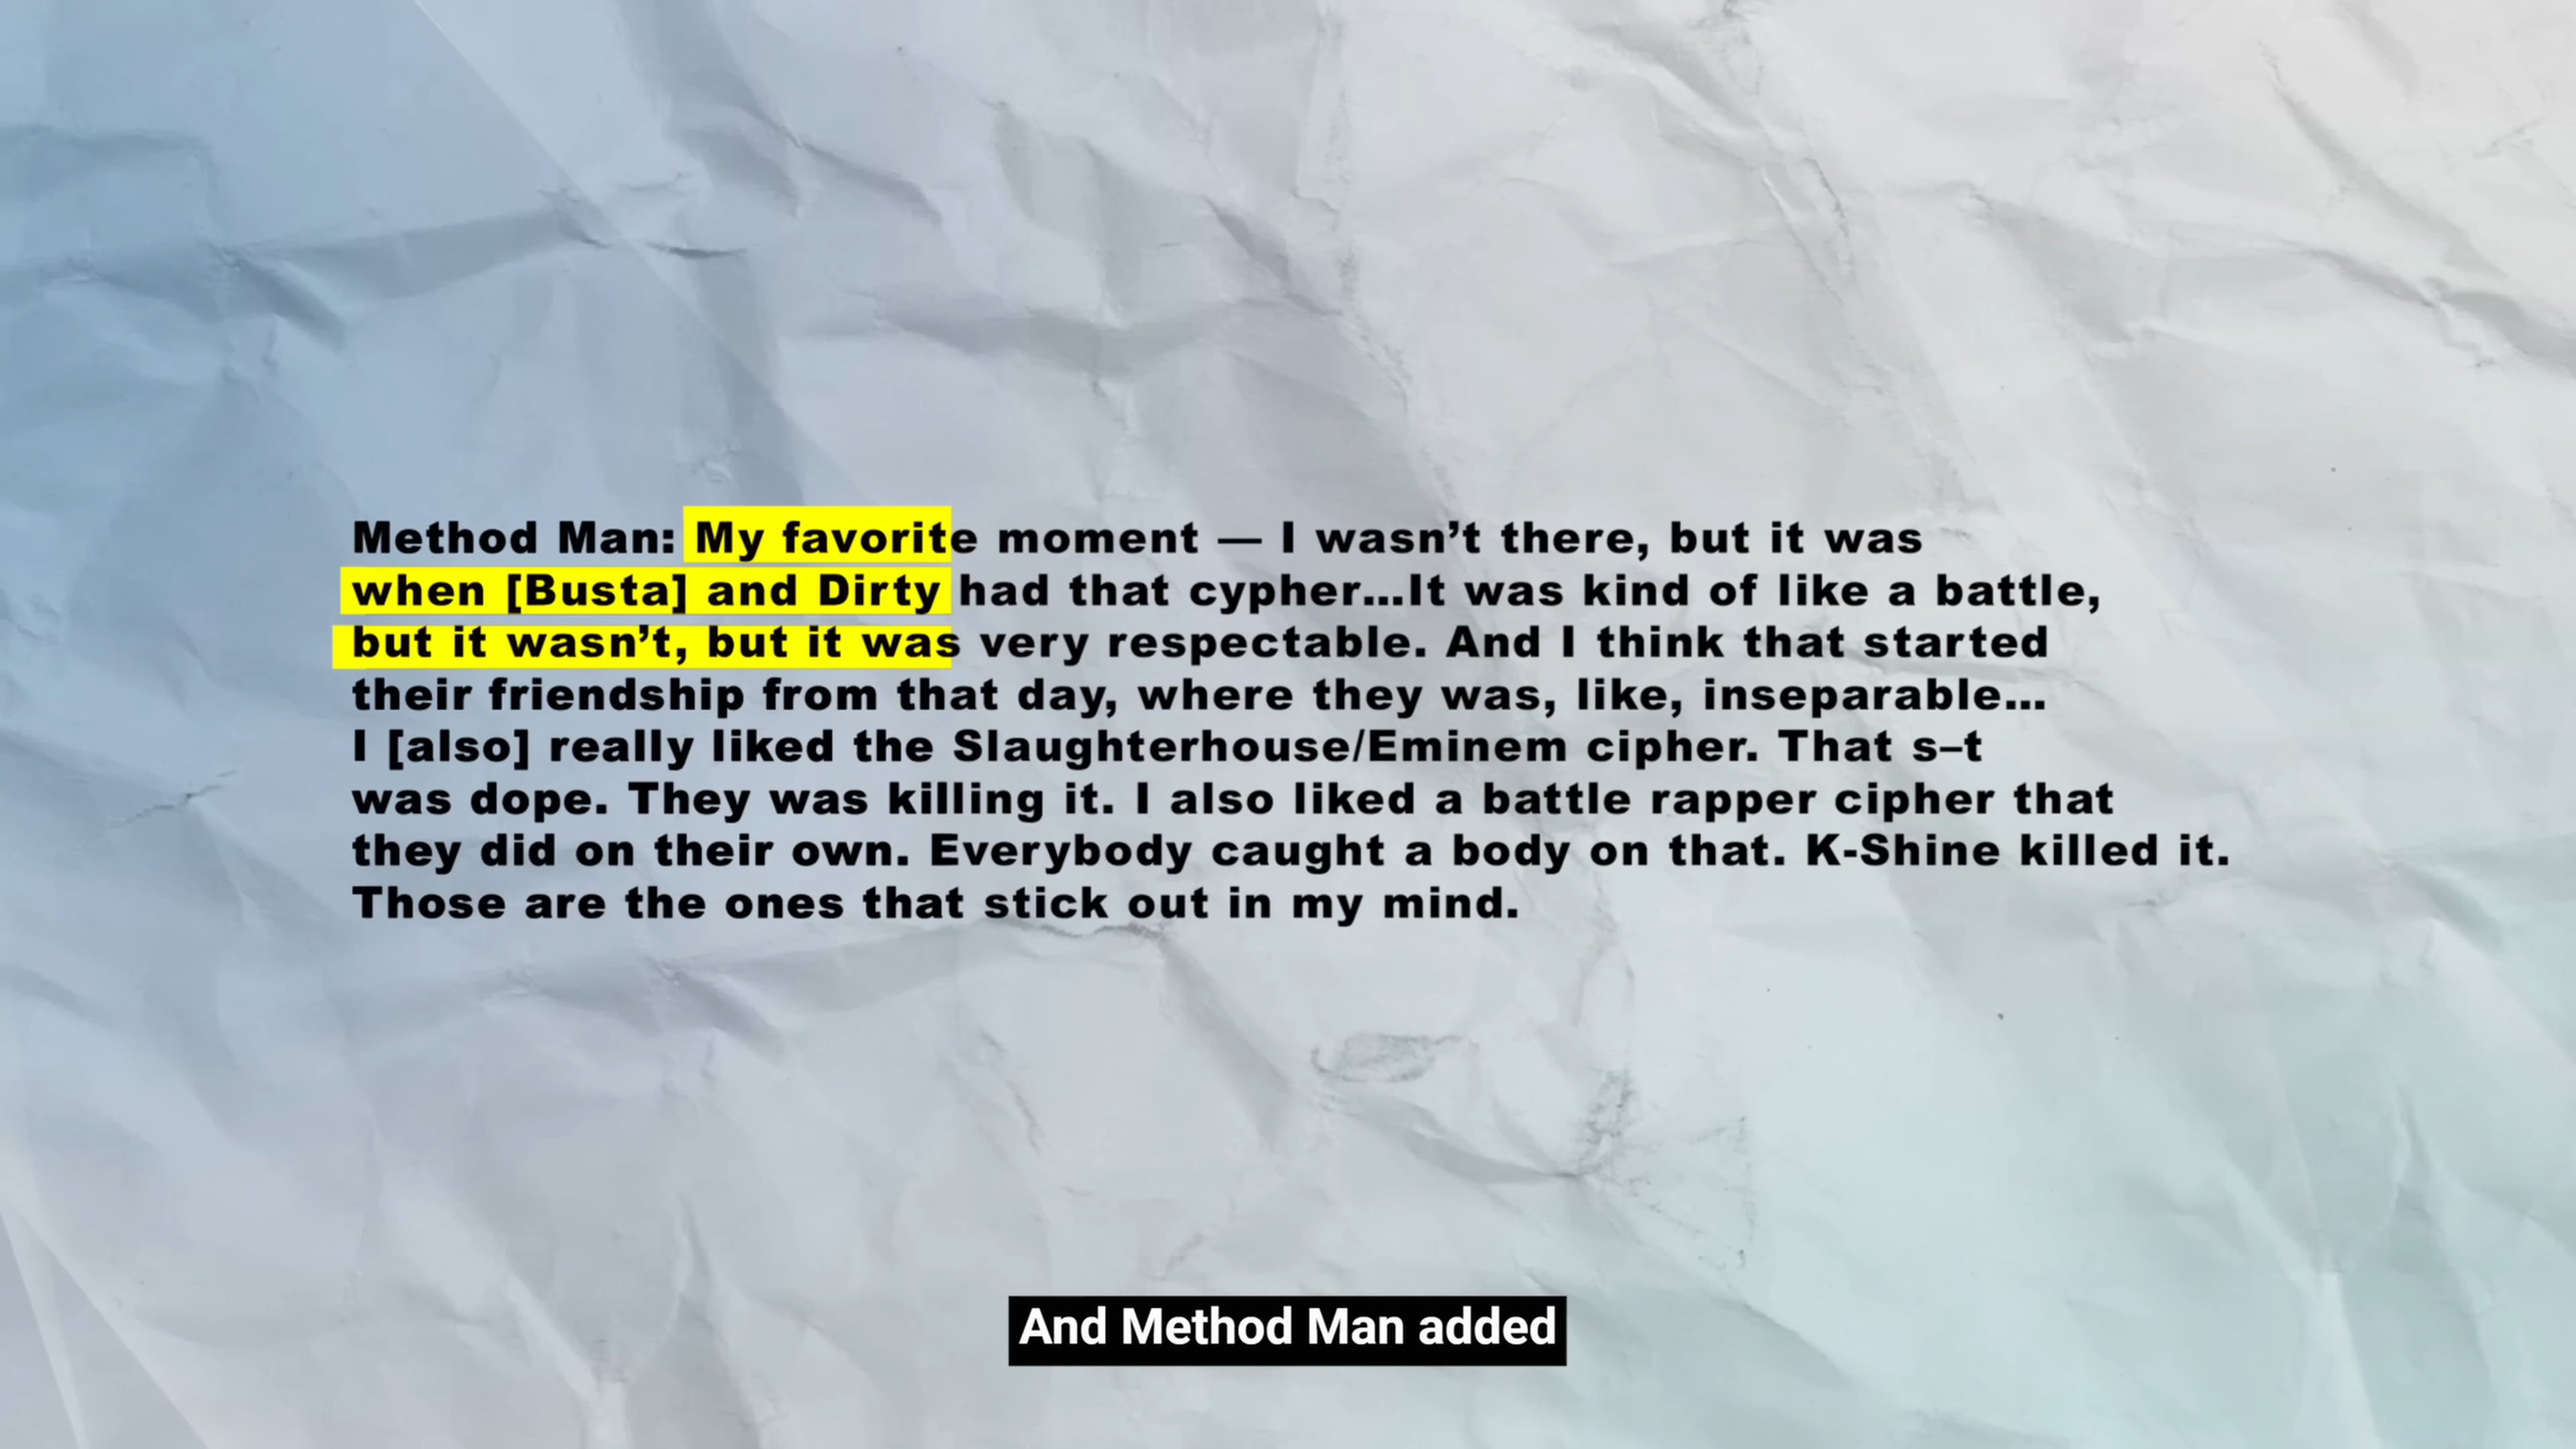 Method Man: My favorite moment — I wasn’t there, but it was
when [Busta] and Dirty had that cypher...It was kind of like a battle,
but it wasn’t, but it was very respectable. And I think that started
their friendship from that day, where they was, like, inseparable...
I [also] really liked the Slaughterhouse/Eminem cipher. That s–t
was dope. They was killing it. I also liked a battle rapper cipher that
they did on their own. Everybody caught a body on that. K-Shine killed it.
Those are the ones that stick out in my mind.
And Method Man added